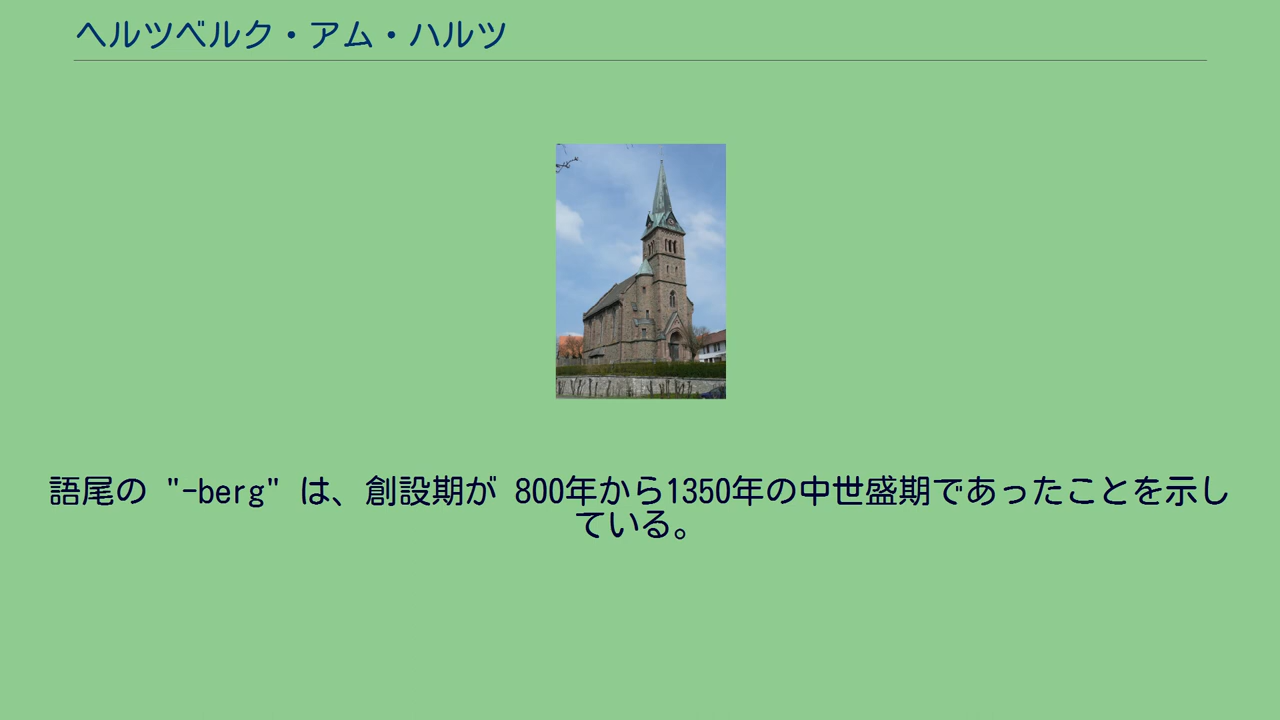 ヘルツベルク・アム・ハルツ
語尾の "-berg" は、創設期が 800年から1350年の中世盛期であったことを示し
ている。